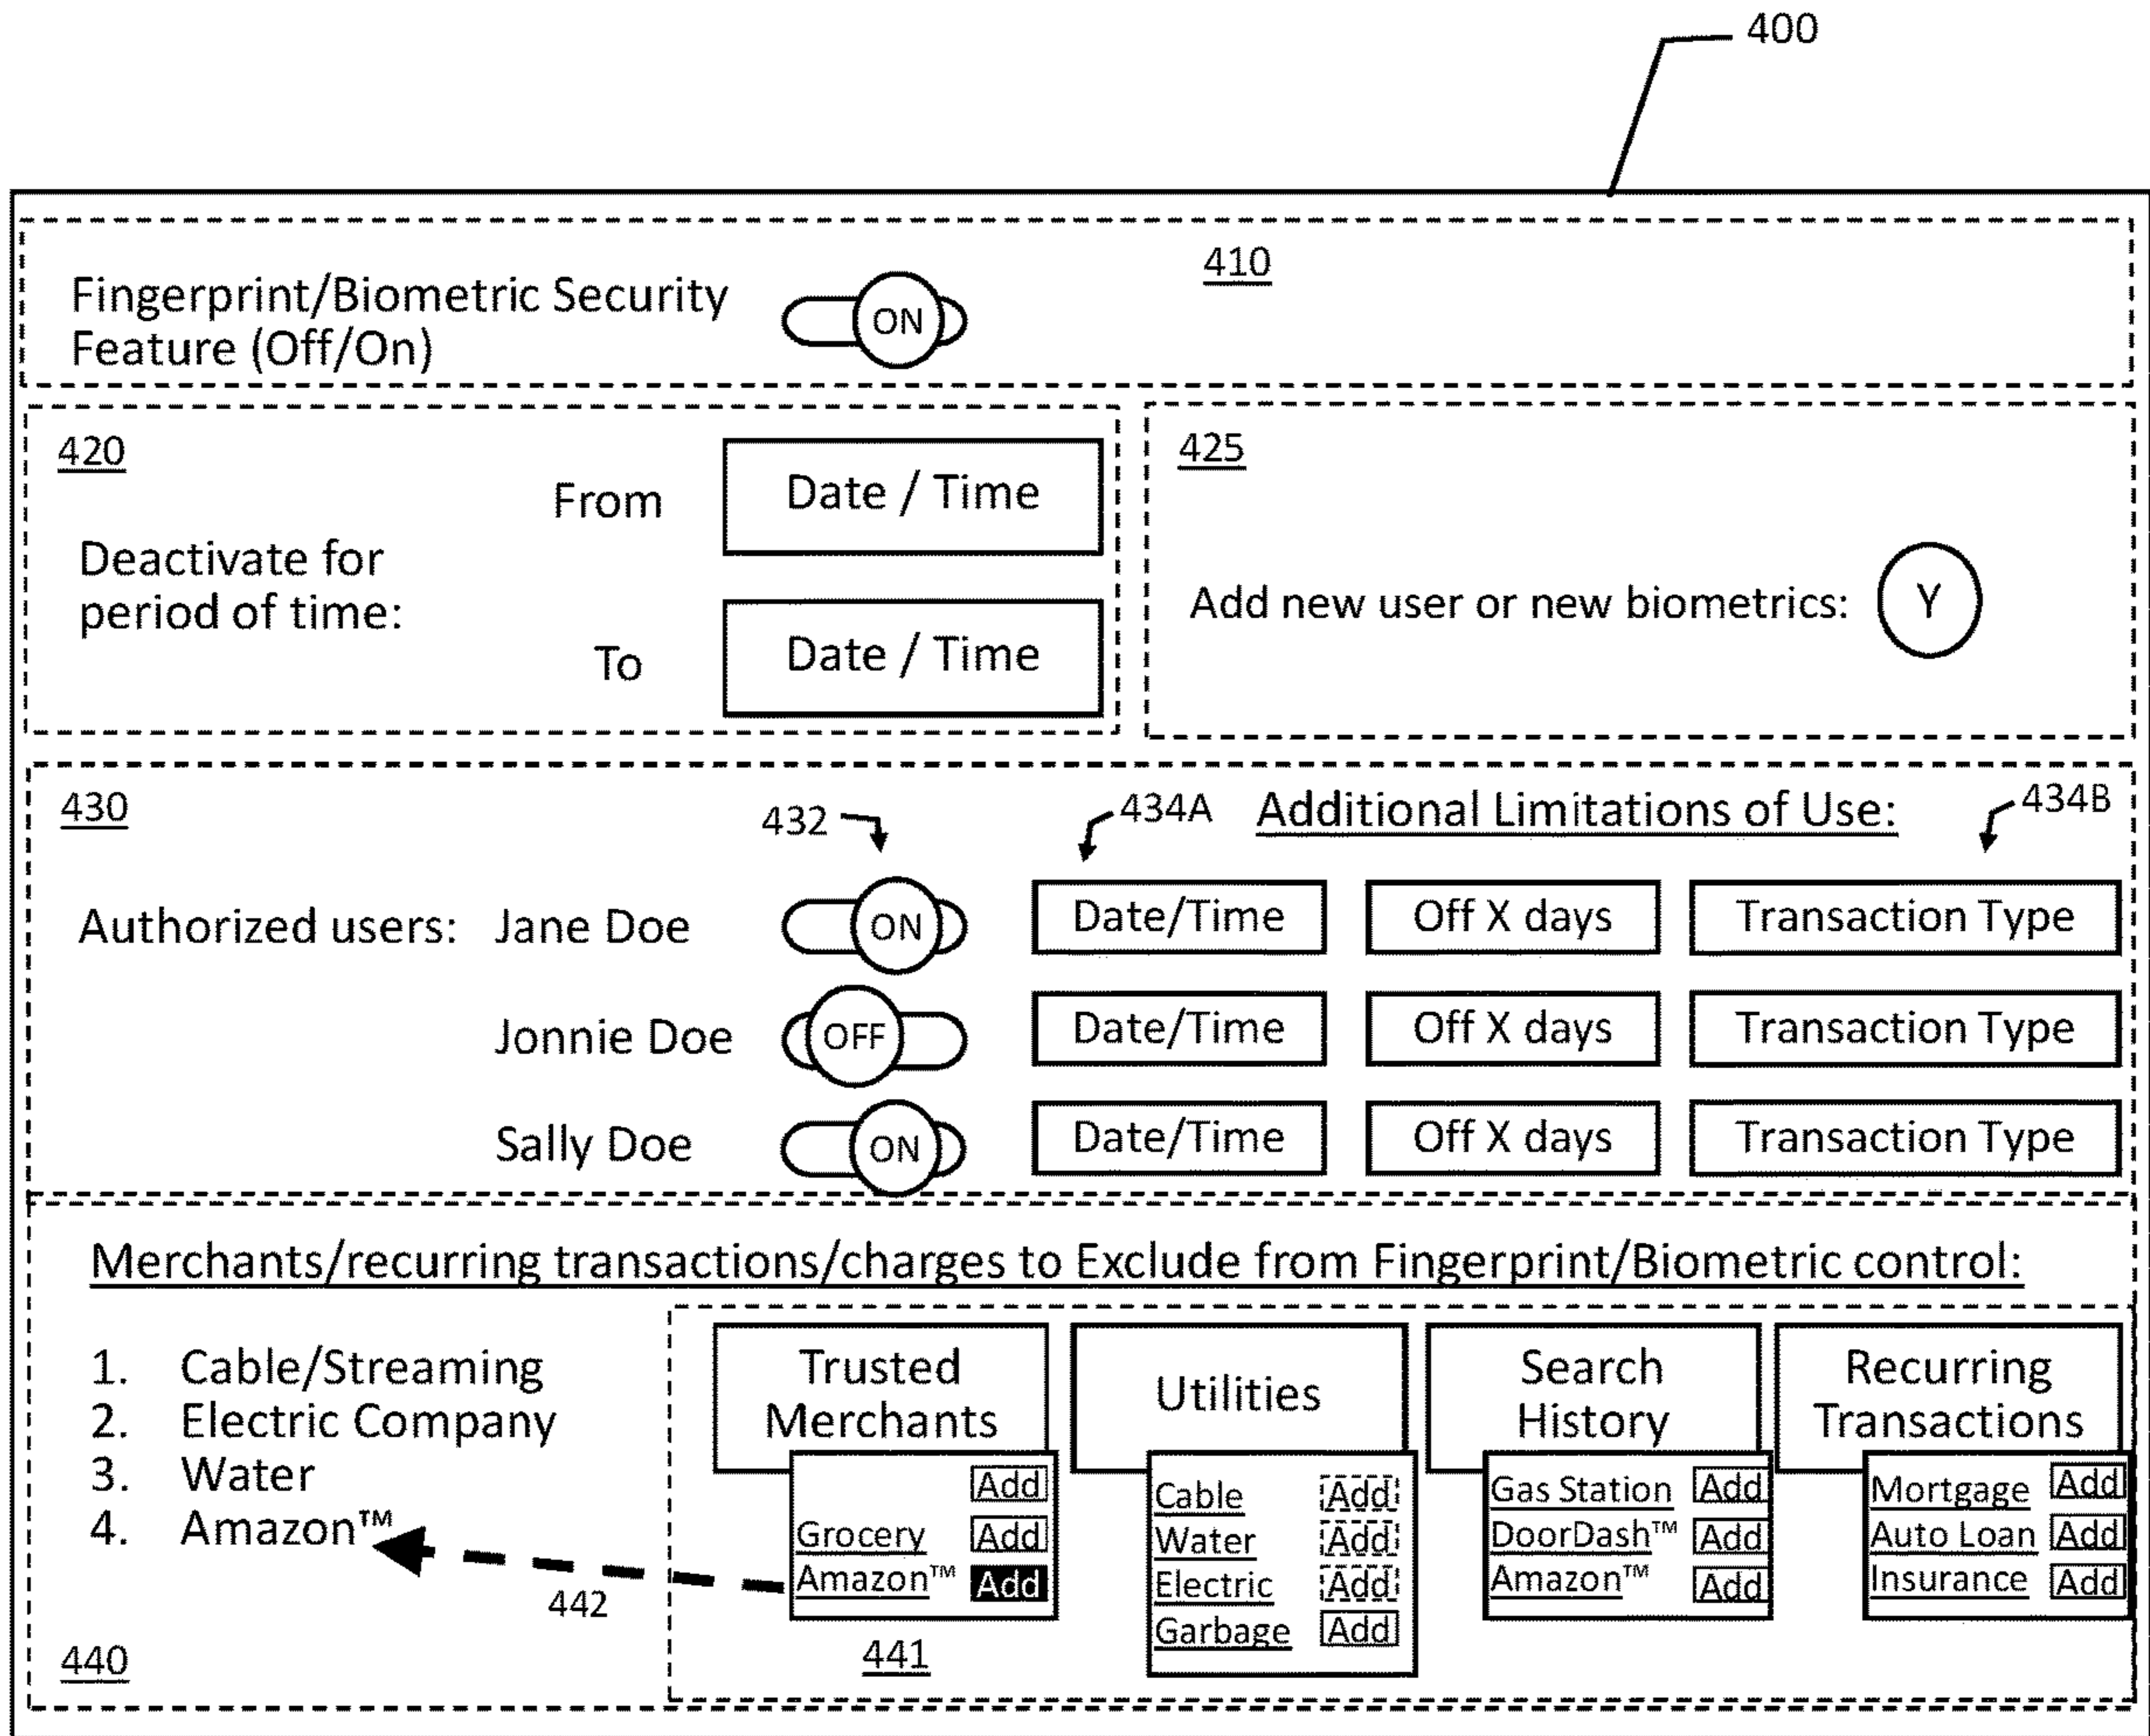 400
410
Fingerprint/Biometric Security
Feature (Off/On)
ON
420
From
Date / Time
Deactivate for
period of time:
To
Date / Time
425
Add new user or new biometrics:
Y
430
432
434A
Additional Limitations of Use:
434B
Authorized users: Jane Doe ON Date/Time Off X days Transaction Type
Jonnie Doe OFF Date/Time Off X days Transaction Type
Sally Doe ON Date/Time Off X days Transaction Type
Merchants/recurring transactions/charges to Exclude from Fingerprint/Biometric control:
1. Cable/Streaming
2. Electric Company
3. Water
4. Amazon™
442
440
Trusted
Merchants
Add
Grocery Add
Amazon™ Add
441
Utilities
Cable Add
Water Add
Electric Add
Garbage Add
Search
History
Gas Station Add
DoorDash™ Add
Amazon™ Add
Recurring
Transactions
Mortgage Add
Auto Loan Add
Insurance Add